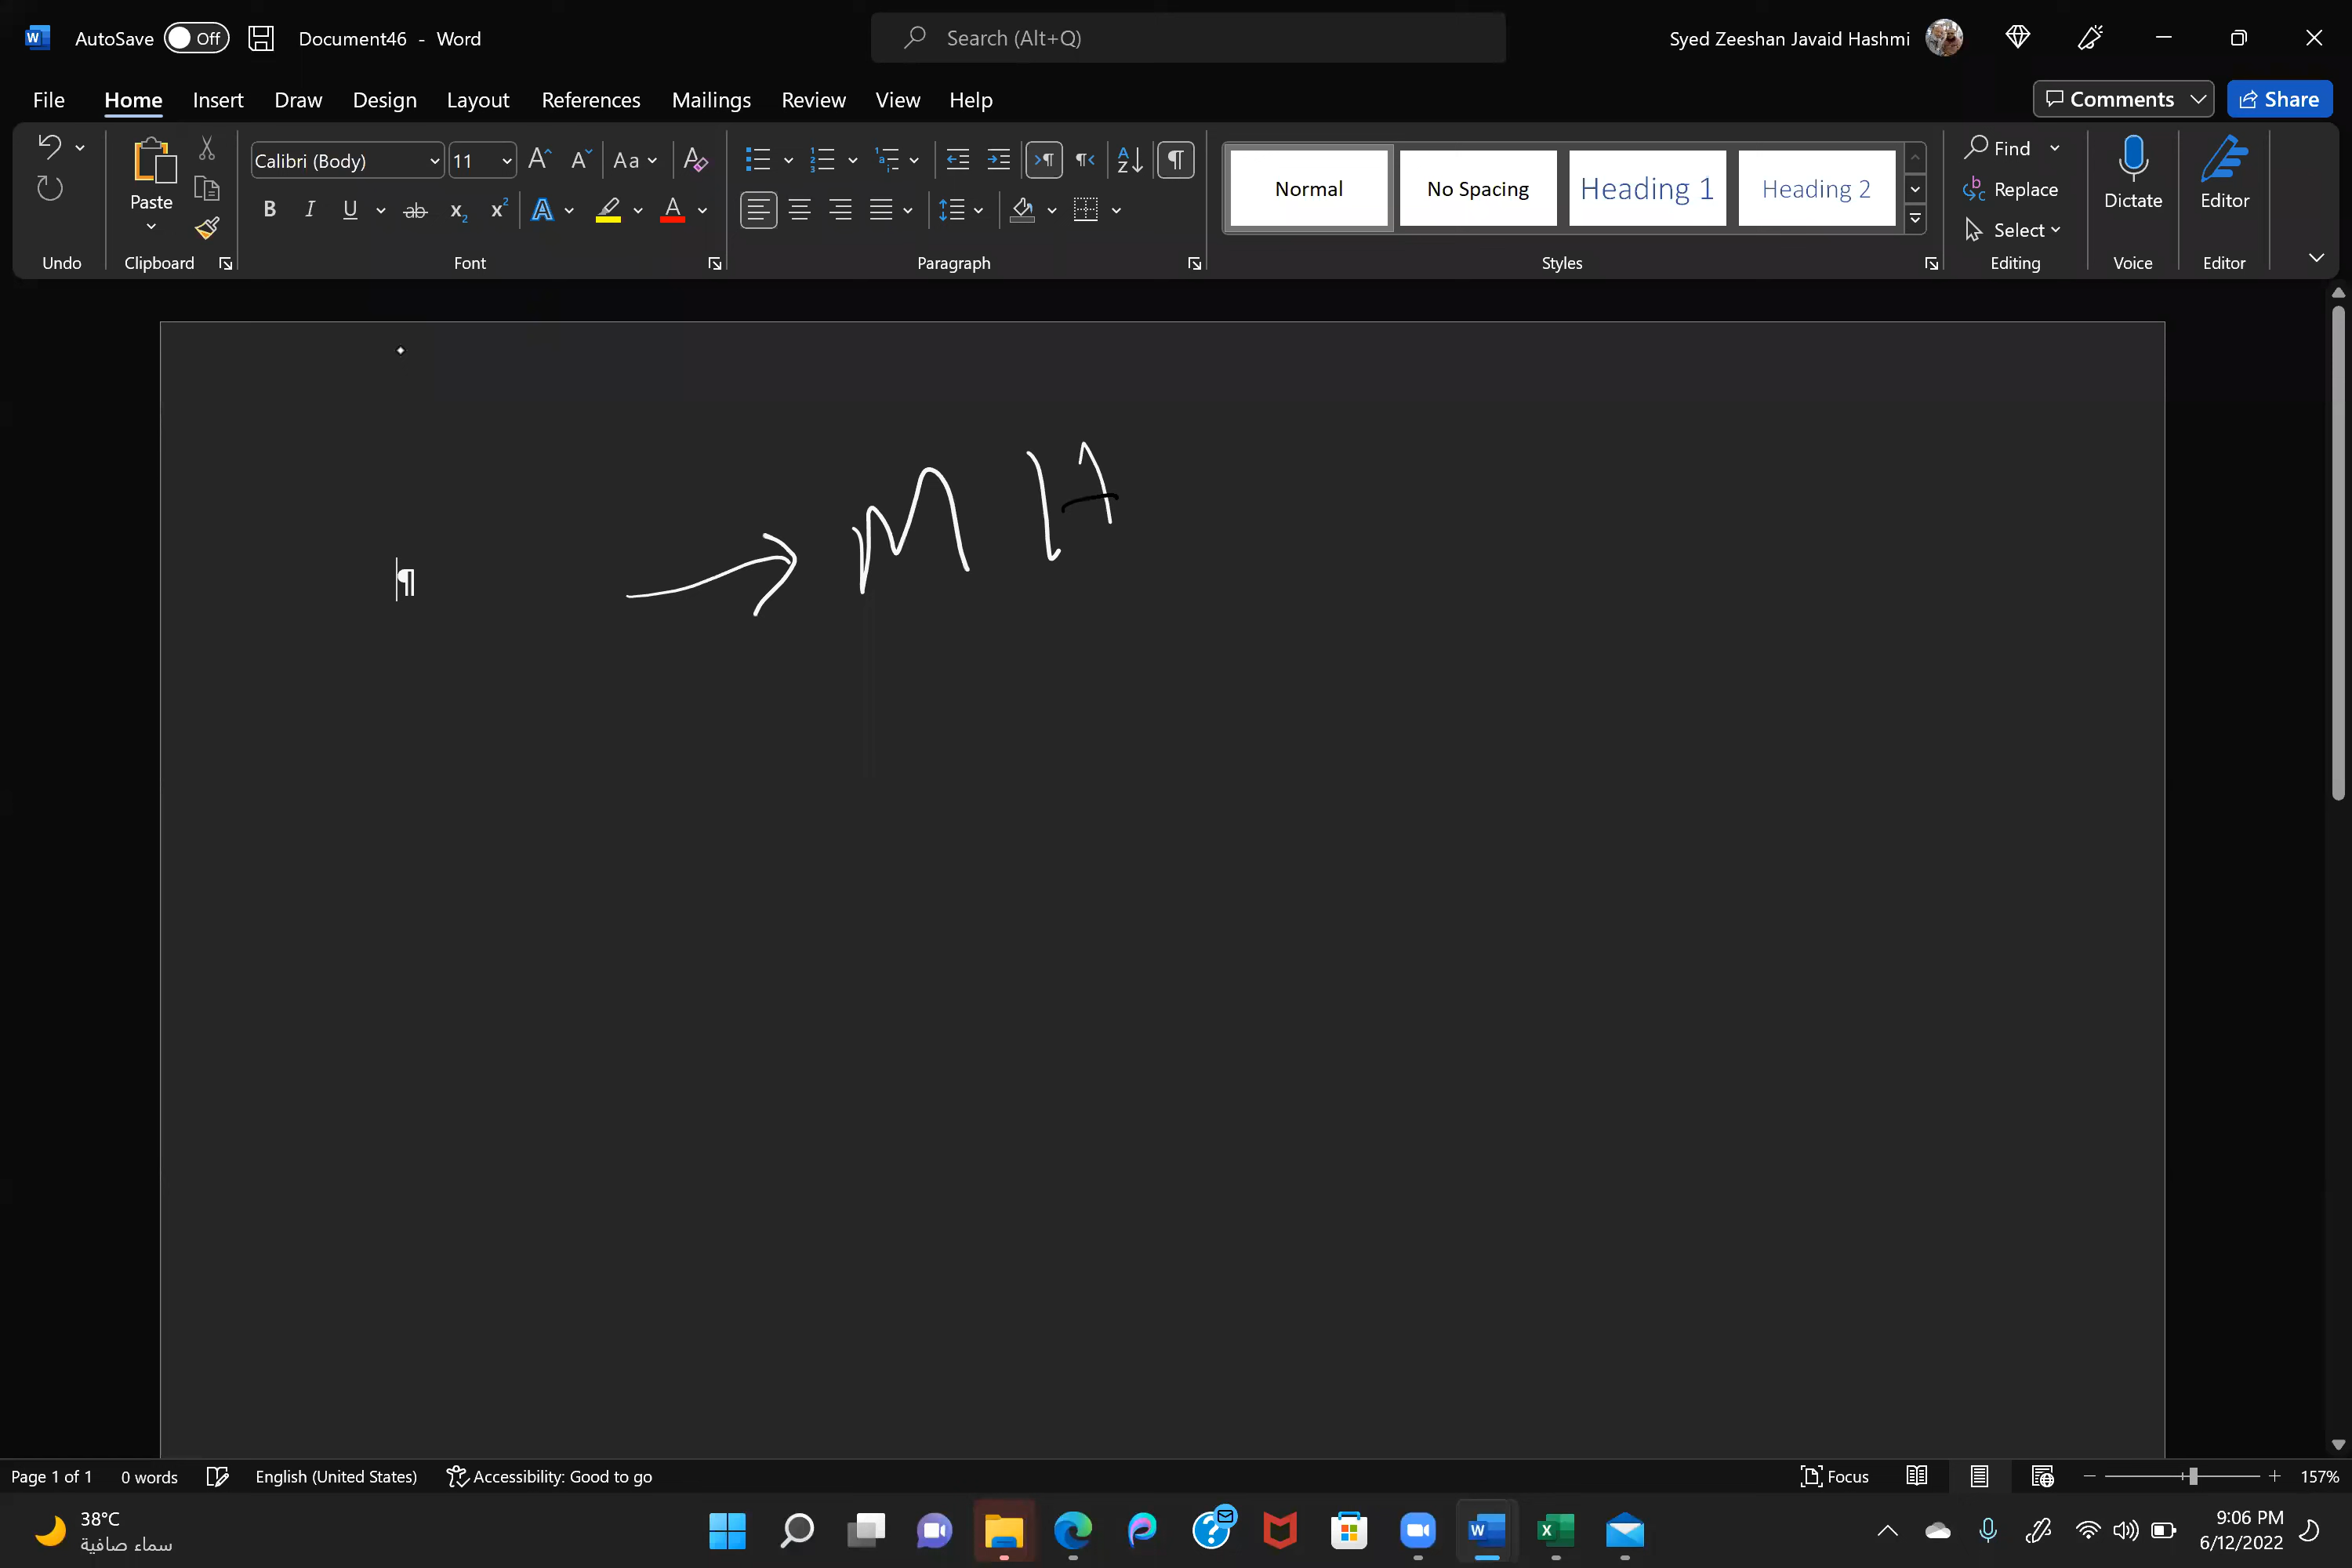 AutoSave Off Document46 - Word Search (Alt+Q) Syed Zeeshan Javaid Hashmi
File Home Insert Draw Design Layout References Mailings Review View Help Comments Share
Paste Calibri (Body) 11 Normal No Spacing Heading 1 Heading 2 Find Replace Select Dictate Editor
Undo Clipboard Font Paragraph Styles Editing Voice Editor
M H
¶
Page 1 of 1 0 words English (United States) Accessibility: Good to go Focus 157%
38°C 9:06 PM
سماء صافية 6/12/2022